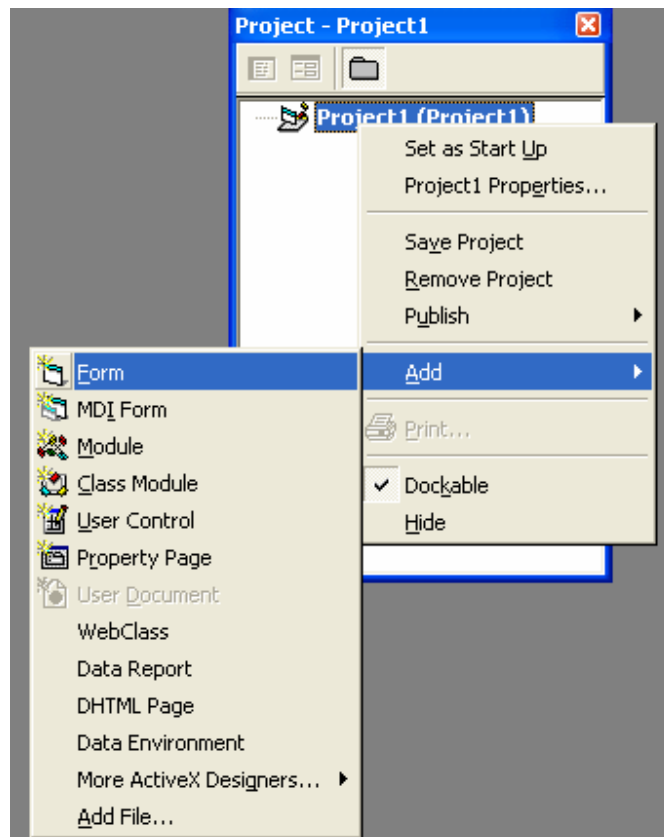 Project - Project1
Project1 (Project1)
Set as Start Up
Project1 Properties...
Save Project
Remove Project
Publish
Add
Print...
Dockable
Hide
Form
MDI Form
Module
Class Module
User Control
Property Page
User Document
WebClass
Data Report
DHTML Page
Data Environment
More ActiveX Designers...
Add File...